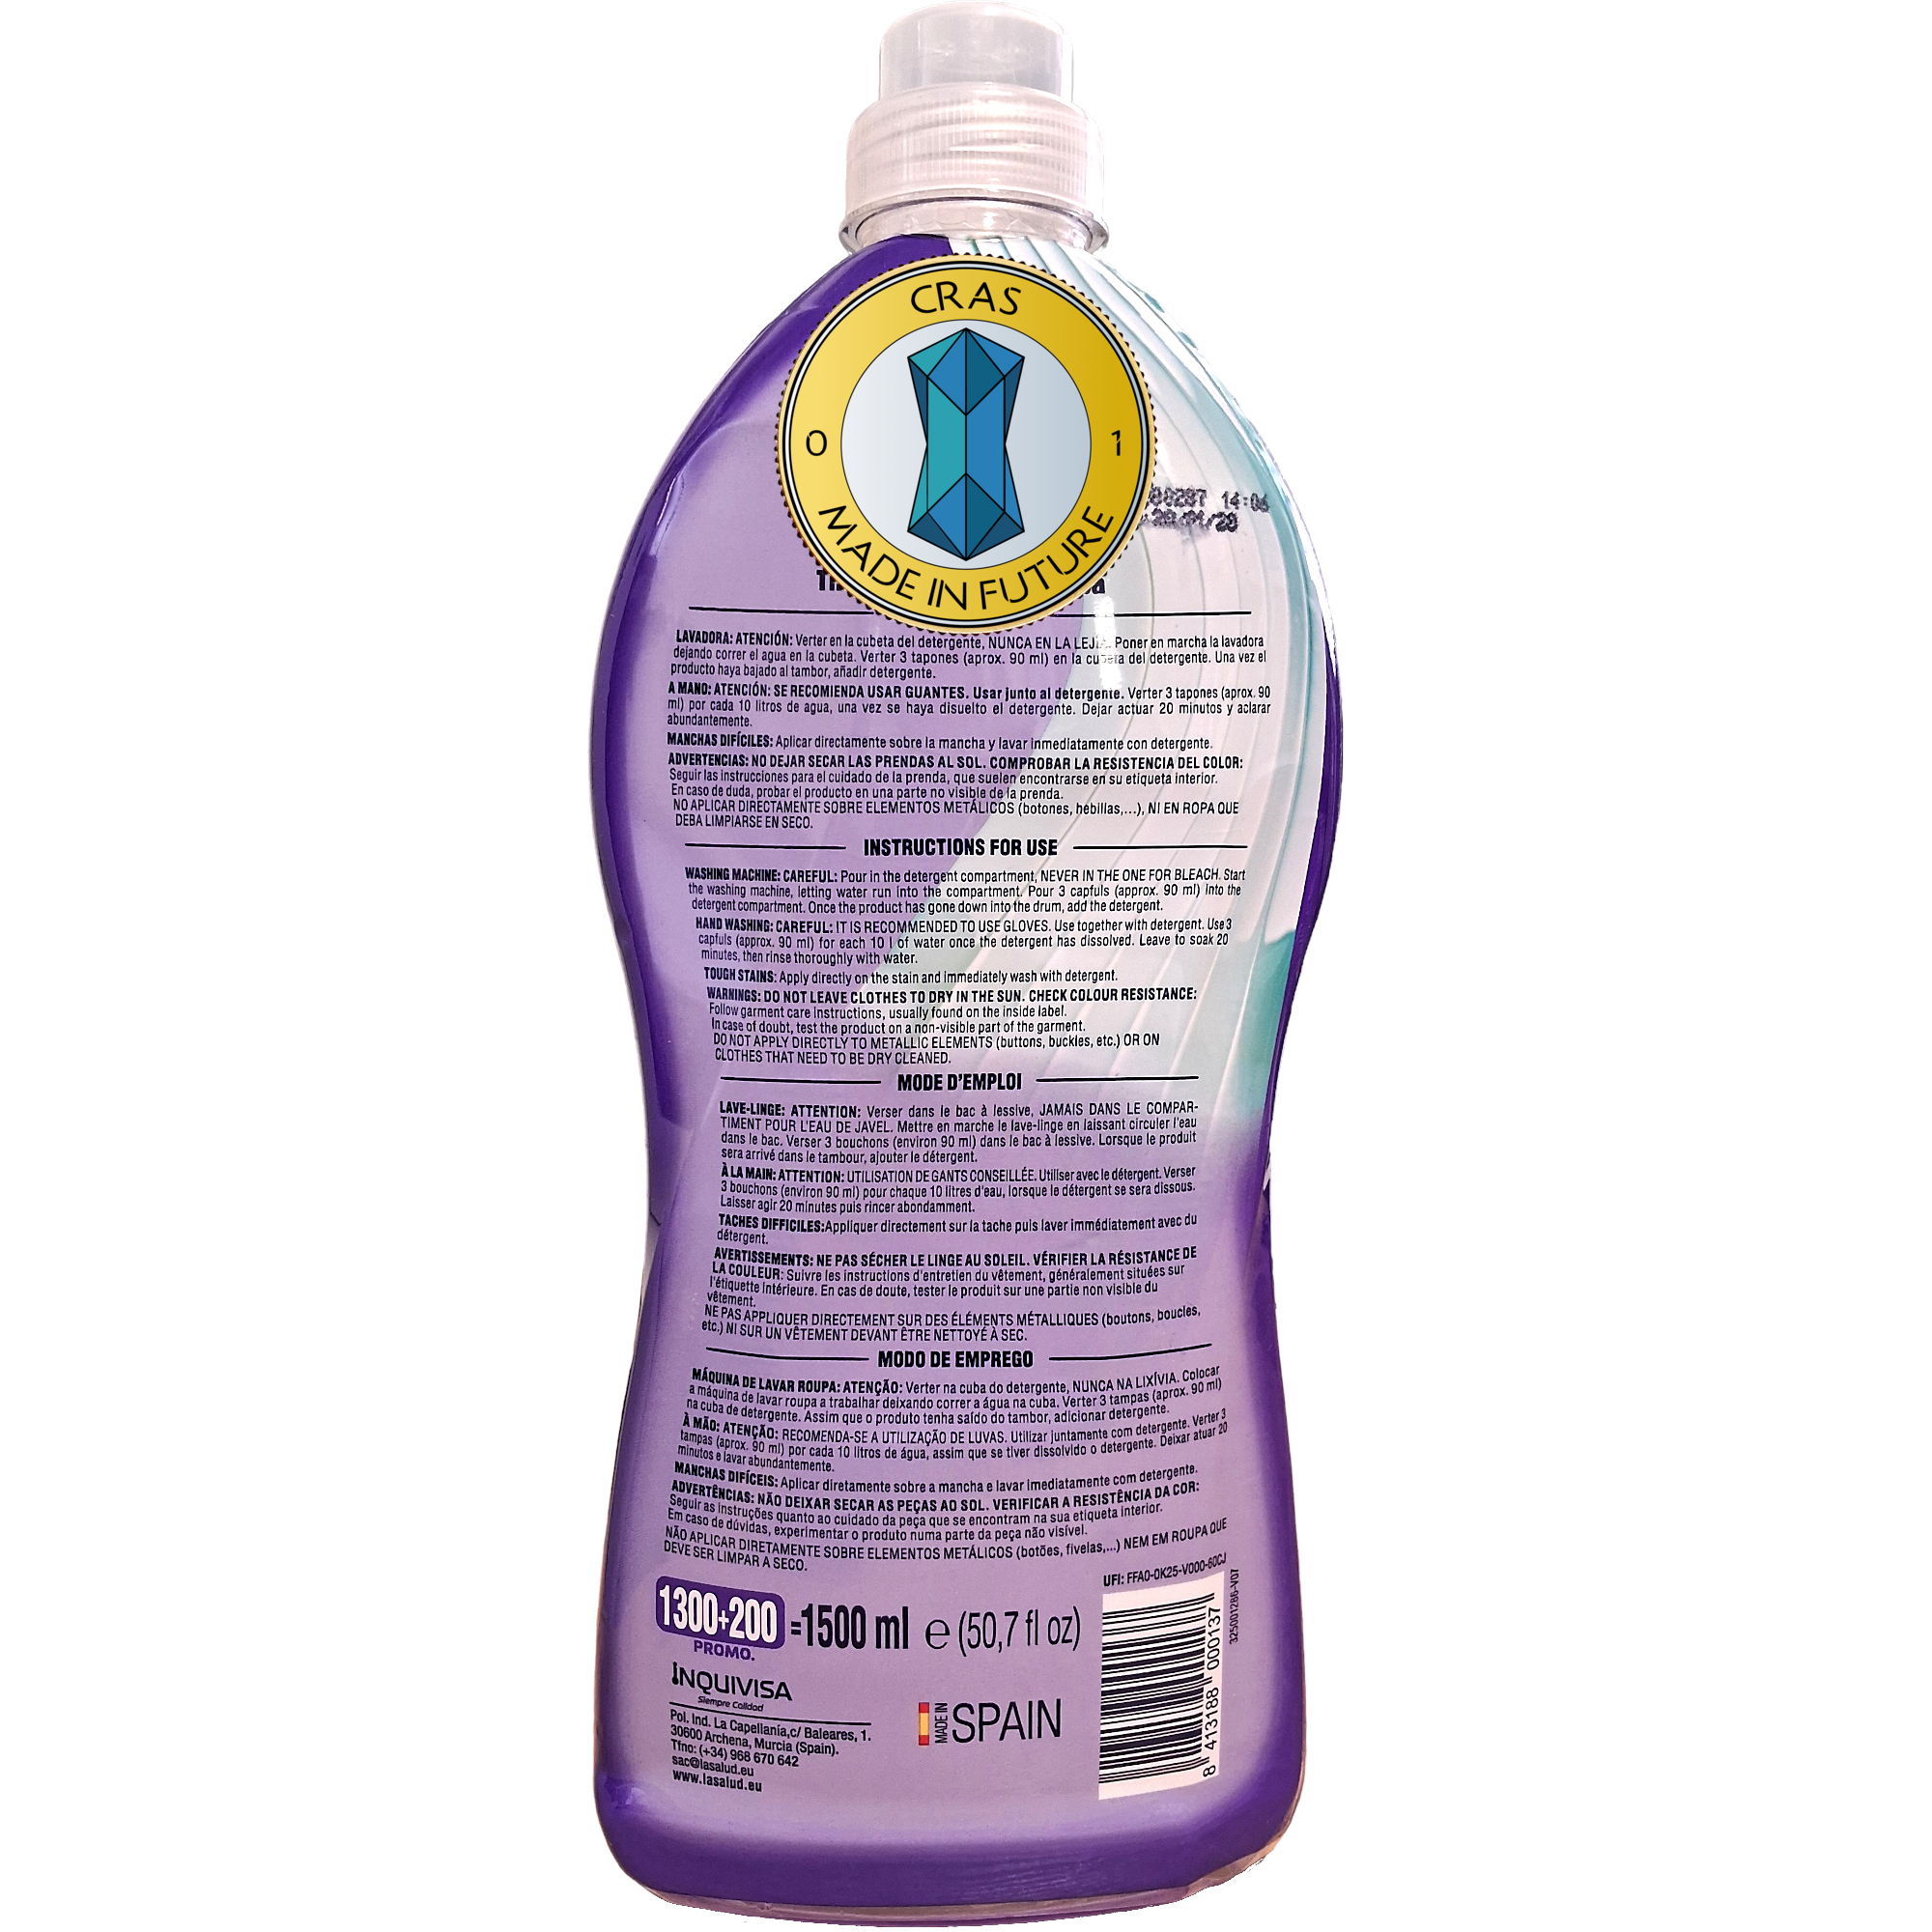 CRAS
0 1
MADE IN FUTURE
14:06
LAVADORA: ATENCIÓN: Verter en la cubeta del detergente, NUNCA EN LA LEJÍA. Poner en marcha la lavadora
dejando correr el agua en la cubeta. Verter 3 tapones (aprox. 90 ml) en la cubeta del detergente. Una vez el
producto haya bajado al tambor, añadir detergente.
A MANO: ATENCIÓN: SE RECOMIENDA USAR GUANTES. Usar junto al detergente. Verter 3 tapones (aprox. 90
ml) por cada 10 litros de agua, una vez se haya disuelto el detergente. Dejar actuar 20 minutos y aclarar
abundantemente.
MANCHAS DIFÍCILES: Aplicar directamente sobre la mancha y lavar inmediatamente con detergente.
ADVERTENCIAS: NO DEJAR SECAR LAS PRENDAS AL SOL. COMPROBAR LA RESISTENCIA DEL COLOR:
Seguir las instrucciones para el cuidado de la prenda, que suelen encontrarse en su etiqueta interior.
En caso de duda, probar el producto en una parte no visible de la prenda.
NO APLICAR DIRECTAMENTE SOBRE ELEMENTOS METÁLICOS (botones, hebillas,...), NI EN ROPA QUE
DEBA LIMPIARSE EN SECO.
INSTRUCTIONS FOR USE
WASHING MACHINE: CAREFUL: Pour in the detergent compartment, NEVER IN THE ONE FOR BLEACH. Start
the washing machine, letting water run into the compartment. Pour 3 capfuls (approx. 90 ml) into the
detergent compartment. Once the product has gone down into the drum, add the detergent.
HAND WASHING: CAREFUL: IT IS RECOMMENDED TO USE GLOVES. Use together with detergent. Use 3
capfuls (approx. 90 ml) for each 10 l of water once the detergent has dissolved. Leave to soak 20
minutes, then rinse thoroughly with water.
TOUGH STAINS: Apply directly on the stain and immediately wash with detergent.
WARNINGS: DO NOT LEAVE CLOTHES TO DRY IN THE SUN. CHECK COLOUR RESISTANCE:
Follow garment care instructions, usually found on the inside label.
In case of doubt, test the product on a non-visible part of the garment.
DO NOT APPLY DIRECTLY TO METALLIC ELEMENTS (buttons, buckles, etc.) OR ON
CLOTHES THAT NEED TO BE DRY CLEANED.
MODE D'EMPLOI
LAVE-LINGE: ATTENTION: Verser dans le bac à lessive, JAMAIS DANS LE COMPAR-
TIMENT POUR L'EAU DE JAVEL. Mettre en marche le lave-linge en laissant circuler l'eau
dans le bac. Verser 3 bouchons (environ 90 ml) dans le bac à lessive. Lorsque le produit
sera arrivé dans le tambour, ajouter le détergent.
À LA MAIN: ATTENTION: UTILISATION DE GANTS CONSEILLÉE. Utiliser avec le détergent. Verser
3 bouchons (environ 90 ml) pour chaque 10 litres d'eau, lorsque le détergent se sera dissous.
Laisser agir 20 minutes puis rincer abondamment.
TACHES DIFFICILES:Appliquer directement sur la tache puis laver immédiatement avec du
détergent.
AVERTISSEMENTS: NE PAS SÉCHER LE LINGE AU SOLEIL. VÉRIFIER LA RÉSISTANCE DE
LA COULEUR: Suivre les instructions d'entretien du vêtement, généralement situées sur
l'étiquette intérieure. En cas de doute, tester le produit sur une partie non visible du
vêtement.
NE PAS APPLIQUER DIRECTEMENT SUR DES ÉLÉMENTS MÉTALLIQUES (boutons, boucles,
etc.) NI SUR UN VÊTEMENT DEVANT ÊTRE NETTOYÉ À SEC.
MODO DE EMPREGO
MÁQUINA DE LAVAR ROUPA: ATENÇÃO: Verter na cuba do detergente, NUNCA NA LIXÍVIA. Colocar
a máquina de lavar roupa a trabalhar deixando correr a água na cuba. Verter 3 tampas (aprox. 90 ml)
na cuba de detergente. Assim que o produto tenha saído do tambor, adicionar detergente.
À MÃO: ATENÇÃO: RECOMENDA-SE A UTILIZAÇÃO DE LUVAS. Utilizar juntamente com detergente. Verter 3
tampas (aprox. 90 ml) por cada 10 litros de água, assim que se tiver dissolvido o detergente. Deixar atuar 20
minutos e lavar abundantemente.
MANCHAS DIFÍCEIS: Aplicar diretamente sobre a mancha e lavar imediatamente com detergente.
ADVERTÊNCIAS: NÃO DEIXAR SECAR AS PEÇAS AO SOL. VERIFICAR A RESISTÊNCIA DA COR:
Seguir as instruções quanto ao cuidado da peça que se encontram na sua etiqueta interior.
Em caso de dúvidas, experimentar o produto numa parte da peça não visível.
NÃO APLICAR DIRETAMENTE SOBRE ELEMENTOS METÁLICOS (botões, fivelas,...) NEM EM ROUPA QUE
DEVE SER LIMPAR A SECO.
UFI: FFA0-0K25-V000-60CJ
1300+200 =1500 ml e (50,7 fl oz)
PROMO.
INQUIVISA
Siempre Calidad
Pol. Ind. La Capellanía,c/ Baleares, 1.
30600 Archena, Murcia (Spain).
Tfno: (+34) 968 670 642
sac@lasalud.eu
www.lasalud.eu
MADE IN SPAIN
8 413188 000137
325001286-V07